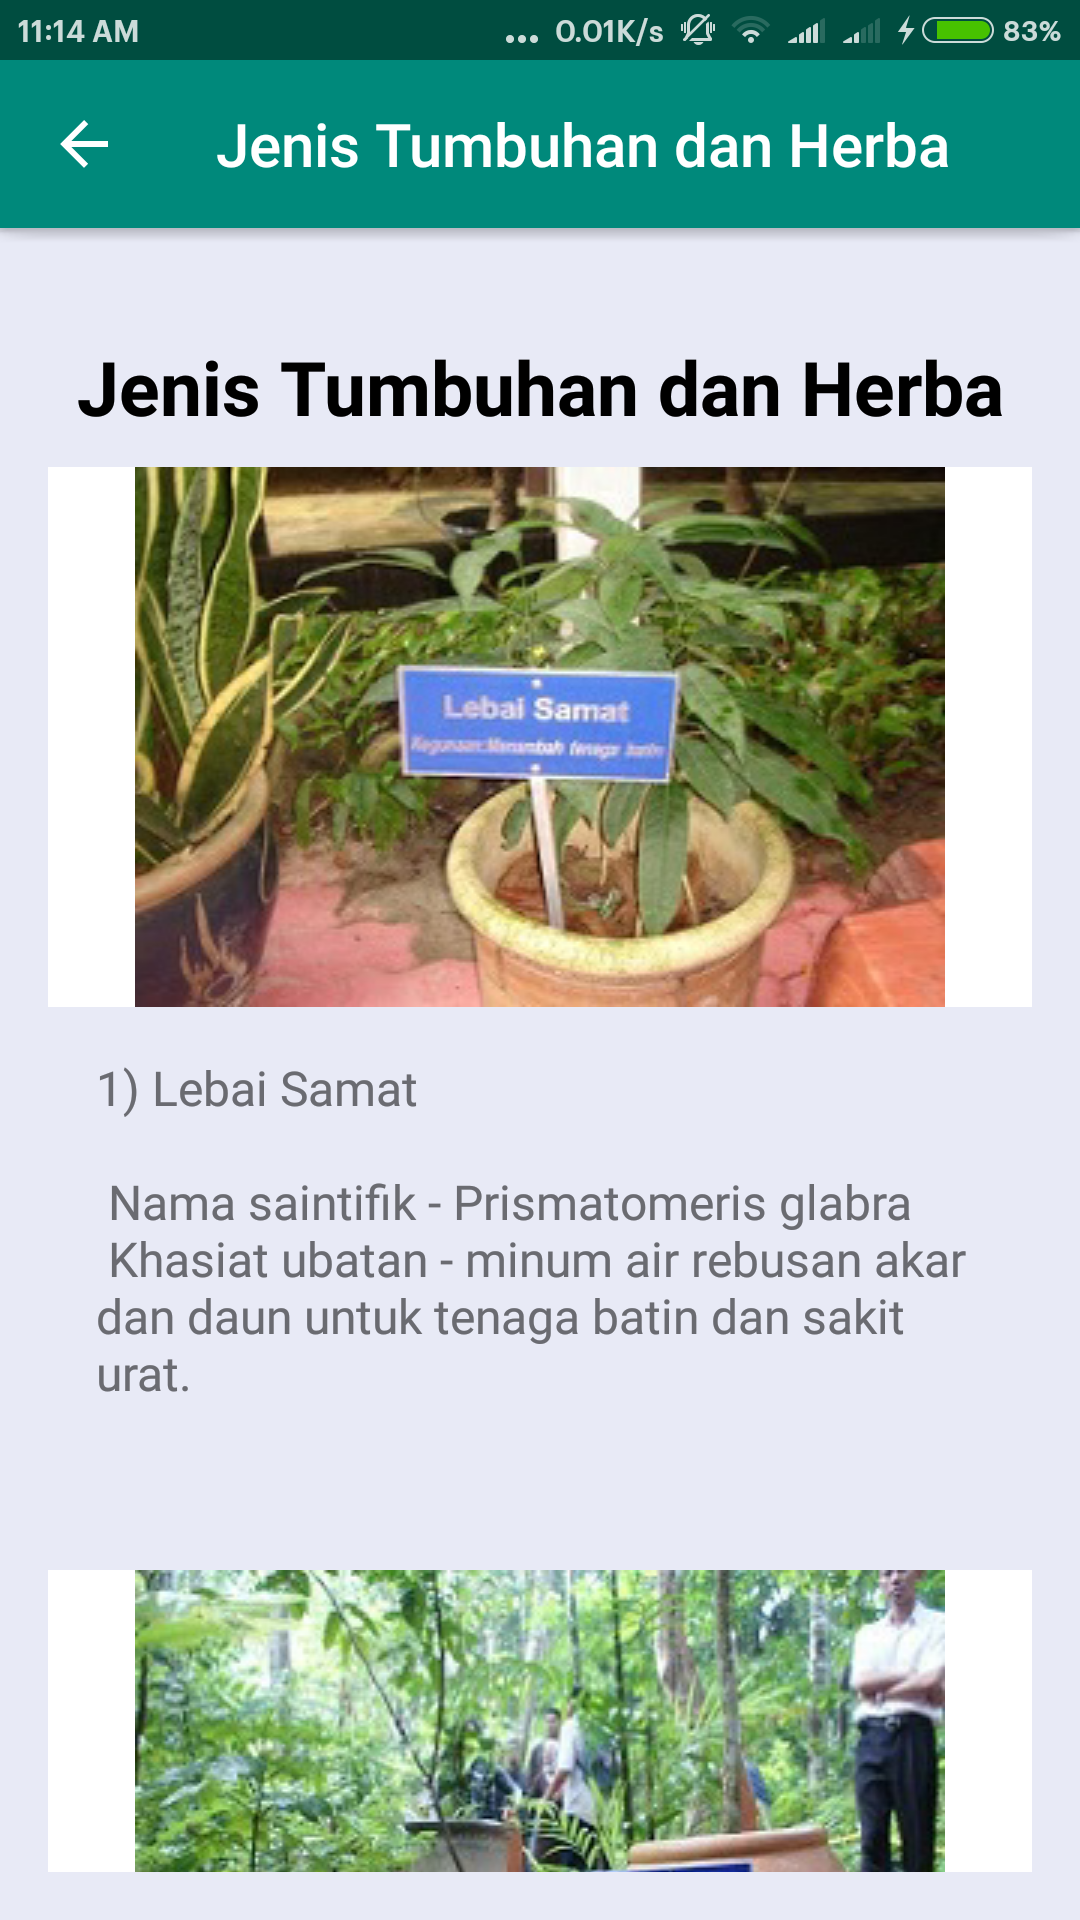 11:14 AM
... 0.01K/s 83%
Jenis Tumbuhan dan Herba
Jenis Tumbuhan dan Herba
Lebai Samat
Kegunaan:Menambah tenaga batin
1) Lebai Samat
Nama saintifik - Prismatomeris glabra
Khasiat ubatan - minum air rebusan akar
dan daun untuk tenaga batin dan sakit
urat.